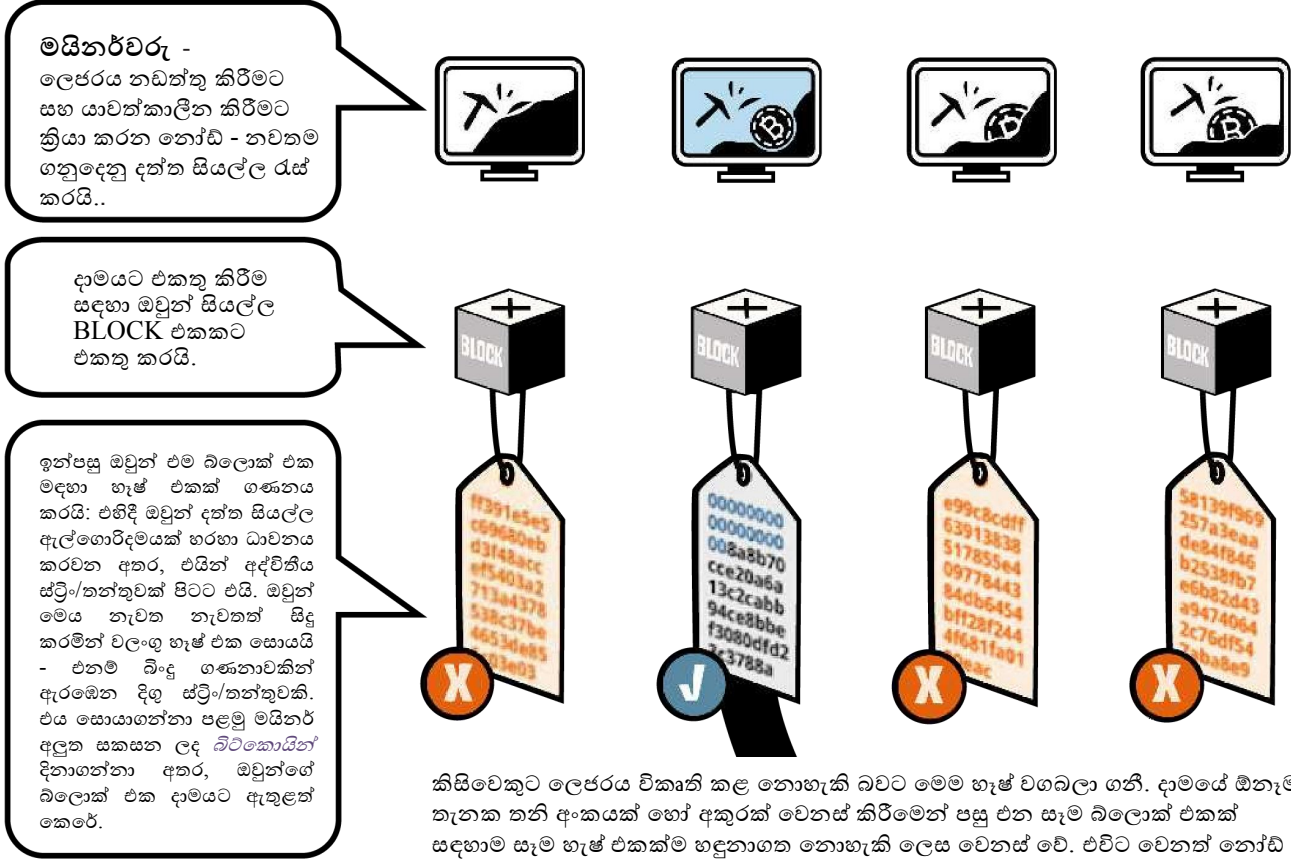 මයිනර්වරු -
ලෙජරය නඩත්තු කිරීමට
සහ යාවත්කාලීන කිරීමට
ක්‍රියා කරන නෝඩ් - නවතම
ගනුදෙනු දත්ත සියල්ල රැස්
කරයි..
දාමයට එකතු කිරීම
සඳහා ඔවුන් සියල්ල
BLOCK එකකට
එකතු කරයි.
BLOCK
BLOCK
BLOCK
BLOCK
ඉන්පසු ඔවුන් එම බ්ලොක් එක
මඳහා හෑෂ් එකක් ගණනය
කරයි: එහිදී ඔවුන් දත්ත සියල්ල
ඇල්ගොරිදමයක් හරහා ධාවනය
කරවන අතර, එයින් අද්විතීය
ස්ට්‍රිං/තන්තුවක් පිටට එයි. ඔවුන්
මෙය නැවත නැවතත් සිදු
කරමින් වලංගු හෑෂ් එක සොයයි
- එනම් බිංදු ගණනාවකින්
ඇරඹෙන දිගු ස්ට්‍රිං/තන්තුවකි.
එය සොයාගන්නා පළමු මයිනර්
අලුත සකසන ලද බිට්කොයින්
දිනාගන්නා අතර, ඔවුන්ගේ
බ්ලොක් එක දාමයට ඇතුළත්
කෙරේ.
ff391e5e5
c69680eb
d3f48acc
ef5403a2
713a4378
538c37be
4653de85
03e03
00000000
00000000
008a8b70
cce20a6a
13c2cabb
94ce8bbe
f3080dfd2
3c3788a
e99c8cdff
63913838
517855e4
09778443
84db6454
bff28f244
4f681fa01
eac
58139f969
257a3eaa
de84f846
b2538fb7
e6b82d43
a9474064
2c76df54
7aba8e9
කිසිවෙකුට ලෙජරය විකෘති කළ නොහැකි බවට මෙම හෑෂ් වගබලා ගනී. දාමයේ ඕනෑම
තැනක තනි අංකයක් හෝ අකුරක් වෙනස් කිරීමෙන් පසු එන සෑම බ්ලොක් එකක්
සඳහාම සෑම හෑෂ් එකක්ම හඳුනාගත නොහැකි ලෙස වෙනස් වේ. එවිට වෙනත් නෝඩ්